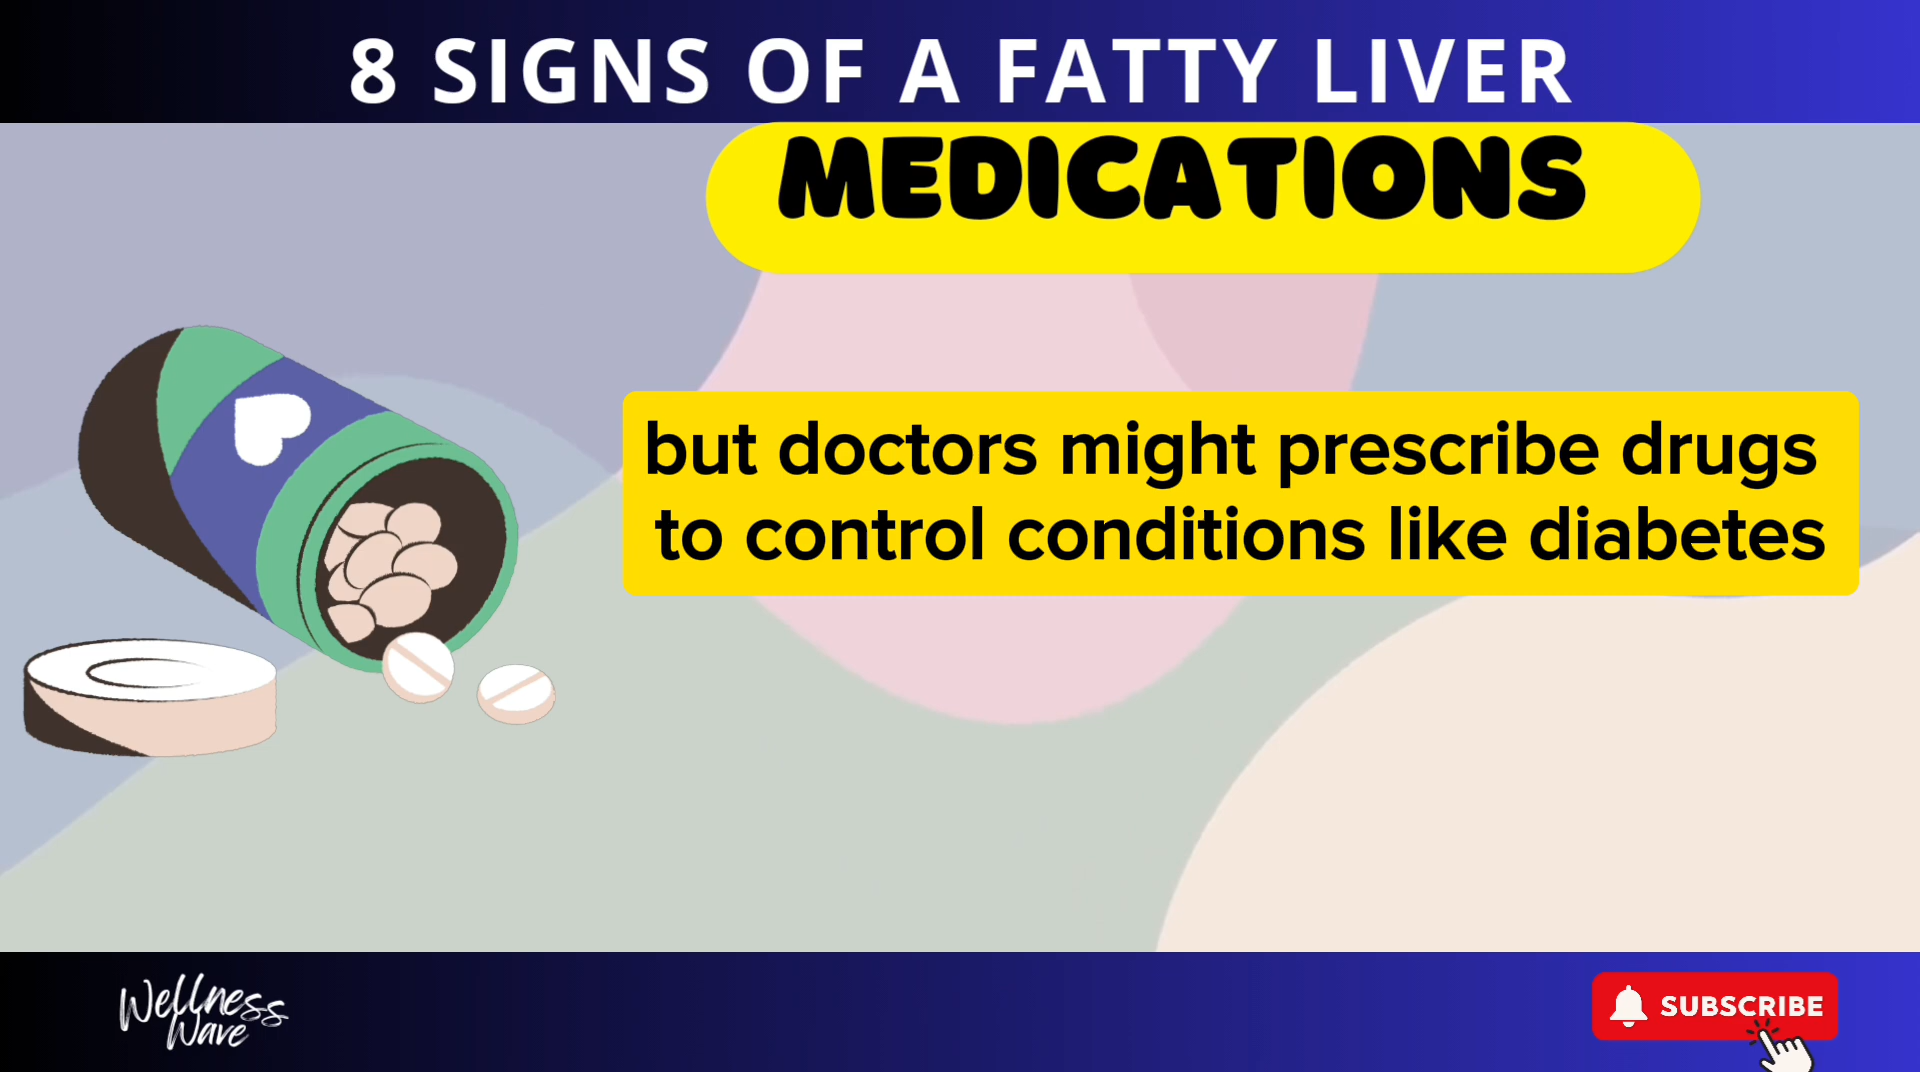 8 SIGNS OF A FATTY LIVER
MEDICATIONS
but doctors might prescribe drugs
to control conditions like diabetes
Wellness
Wave
SUBSCRIBE